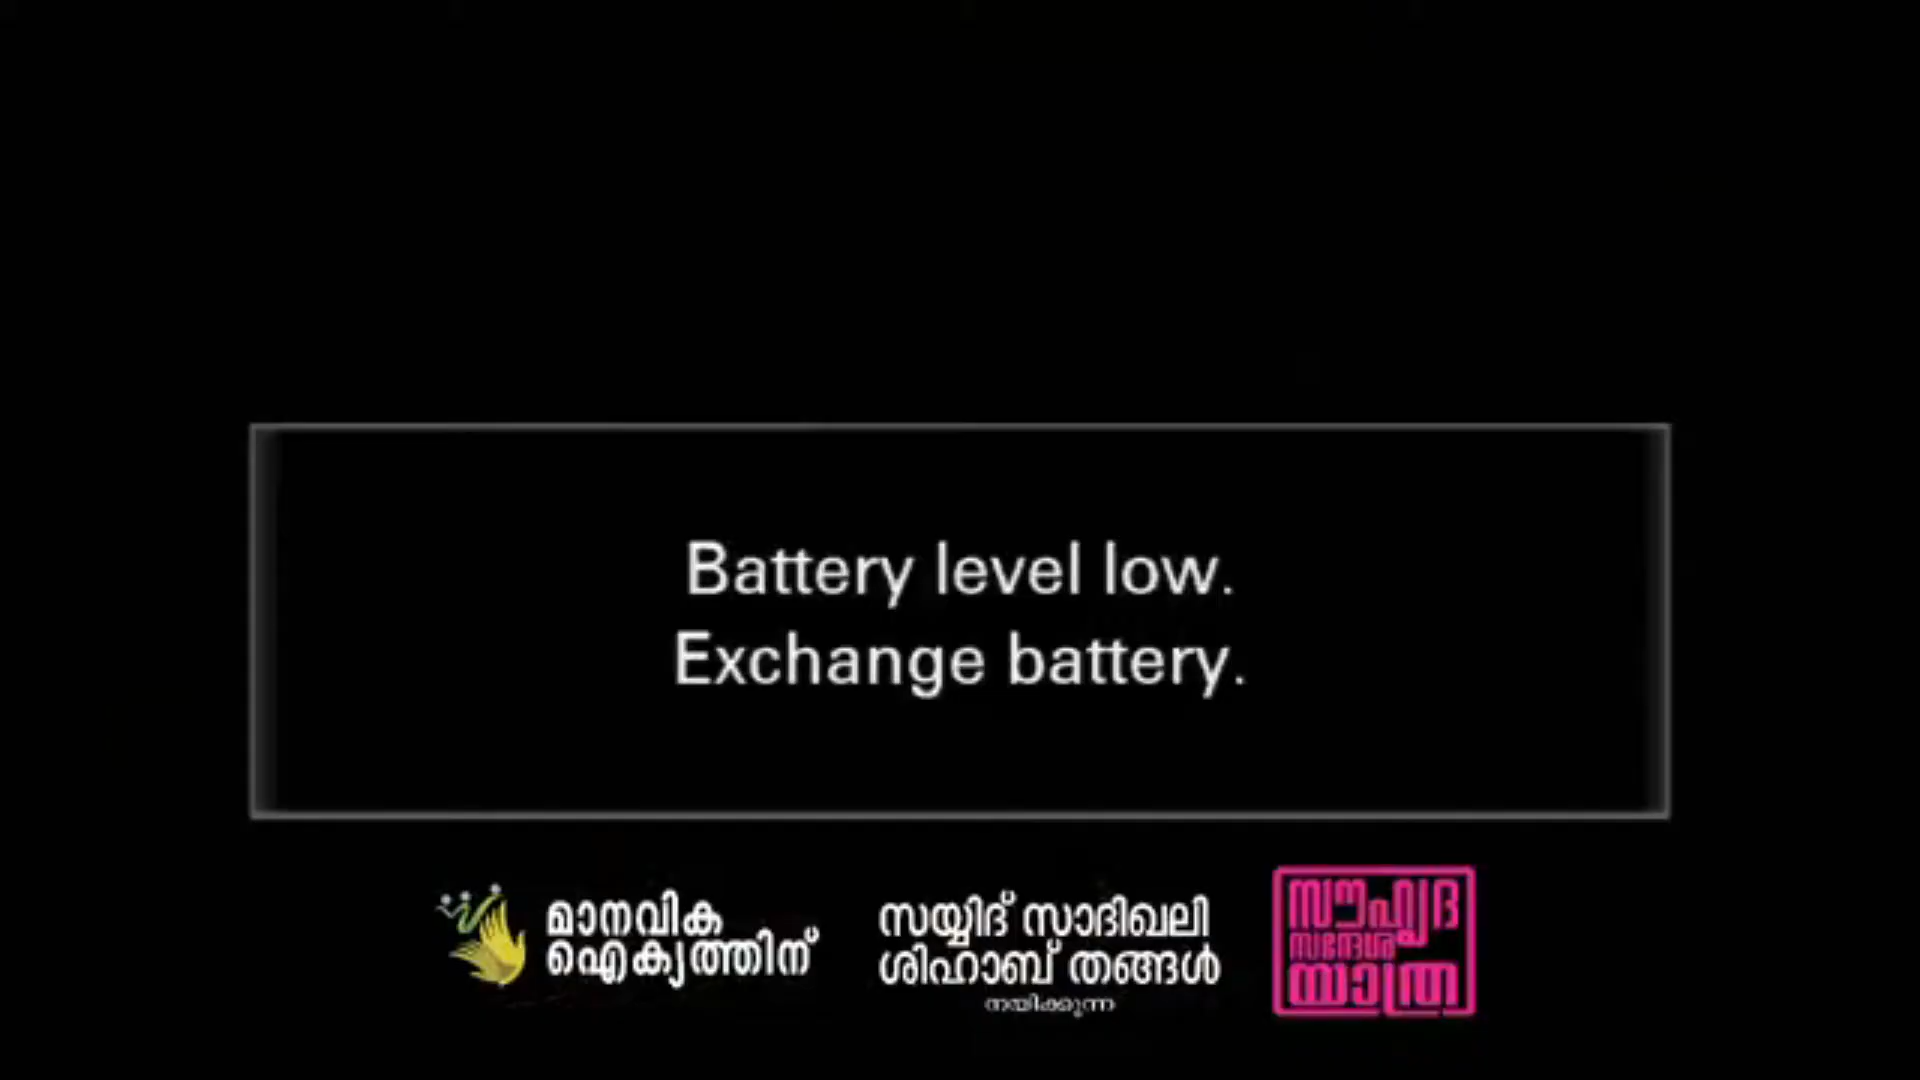 Battery level low.
Exchange battery.
മാനവിക
ഐക്യത്തിന്
സയ്യിദ് സാദിഖലി
ശിഹാബ് തങ്ങൾ
നയിക്കുന്ന
സൗഹൃദ
സന്ദേശ
യാത്ര